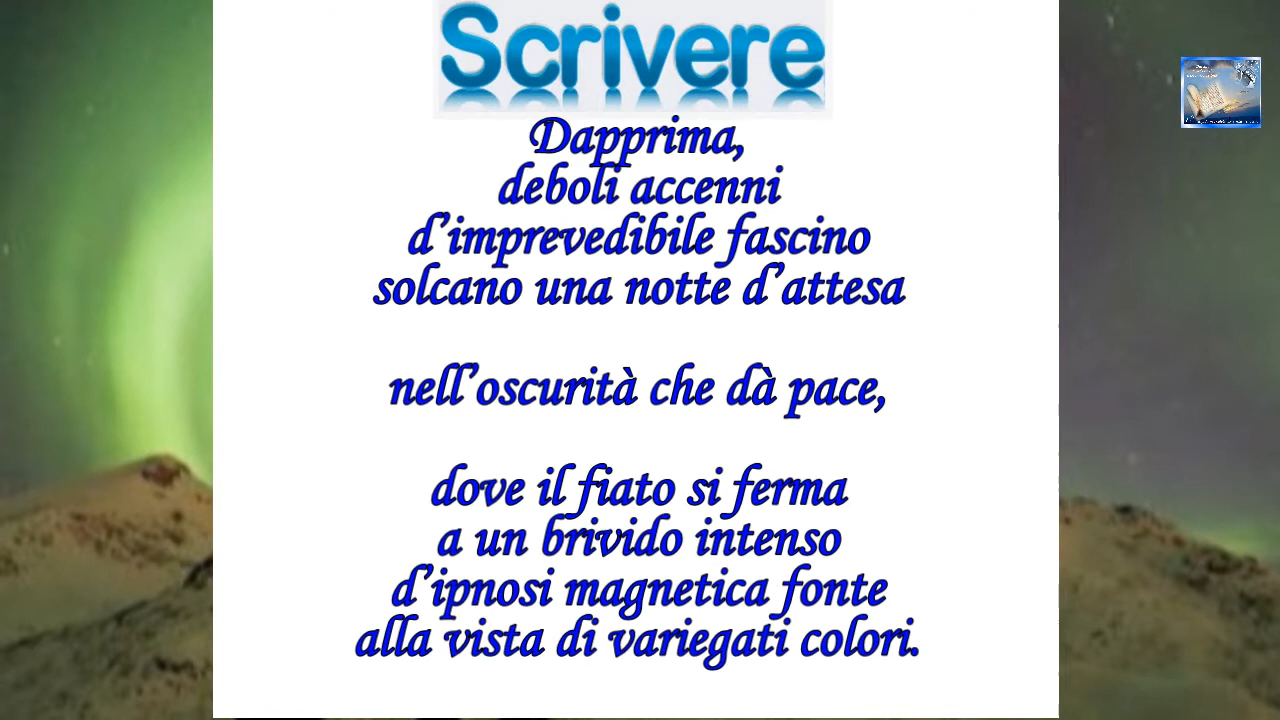 Scrivere
Dapprima,
deboli accenni
d’imprevedibile fascino
solcano una notte d’attesa
nell’oscurità che dà pace,
dove il fiato si ferma
a un brivido intenso
d’ipnosi magnetica fonte
alla vista di variegati colori.